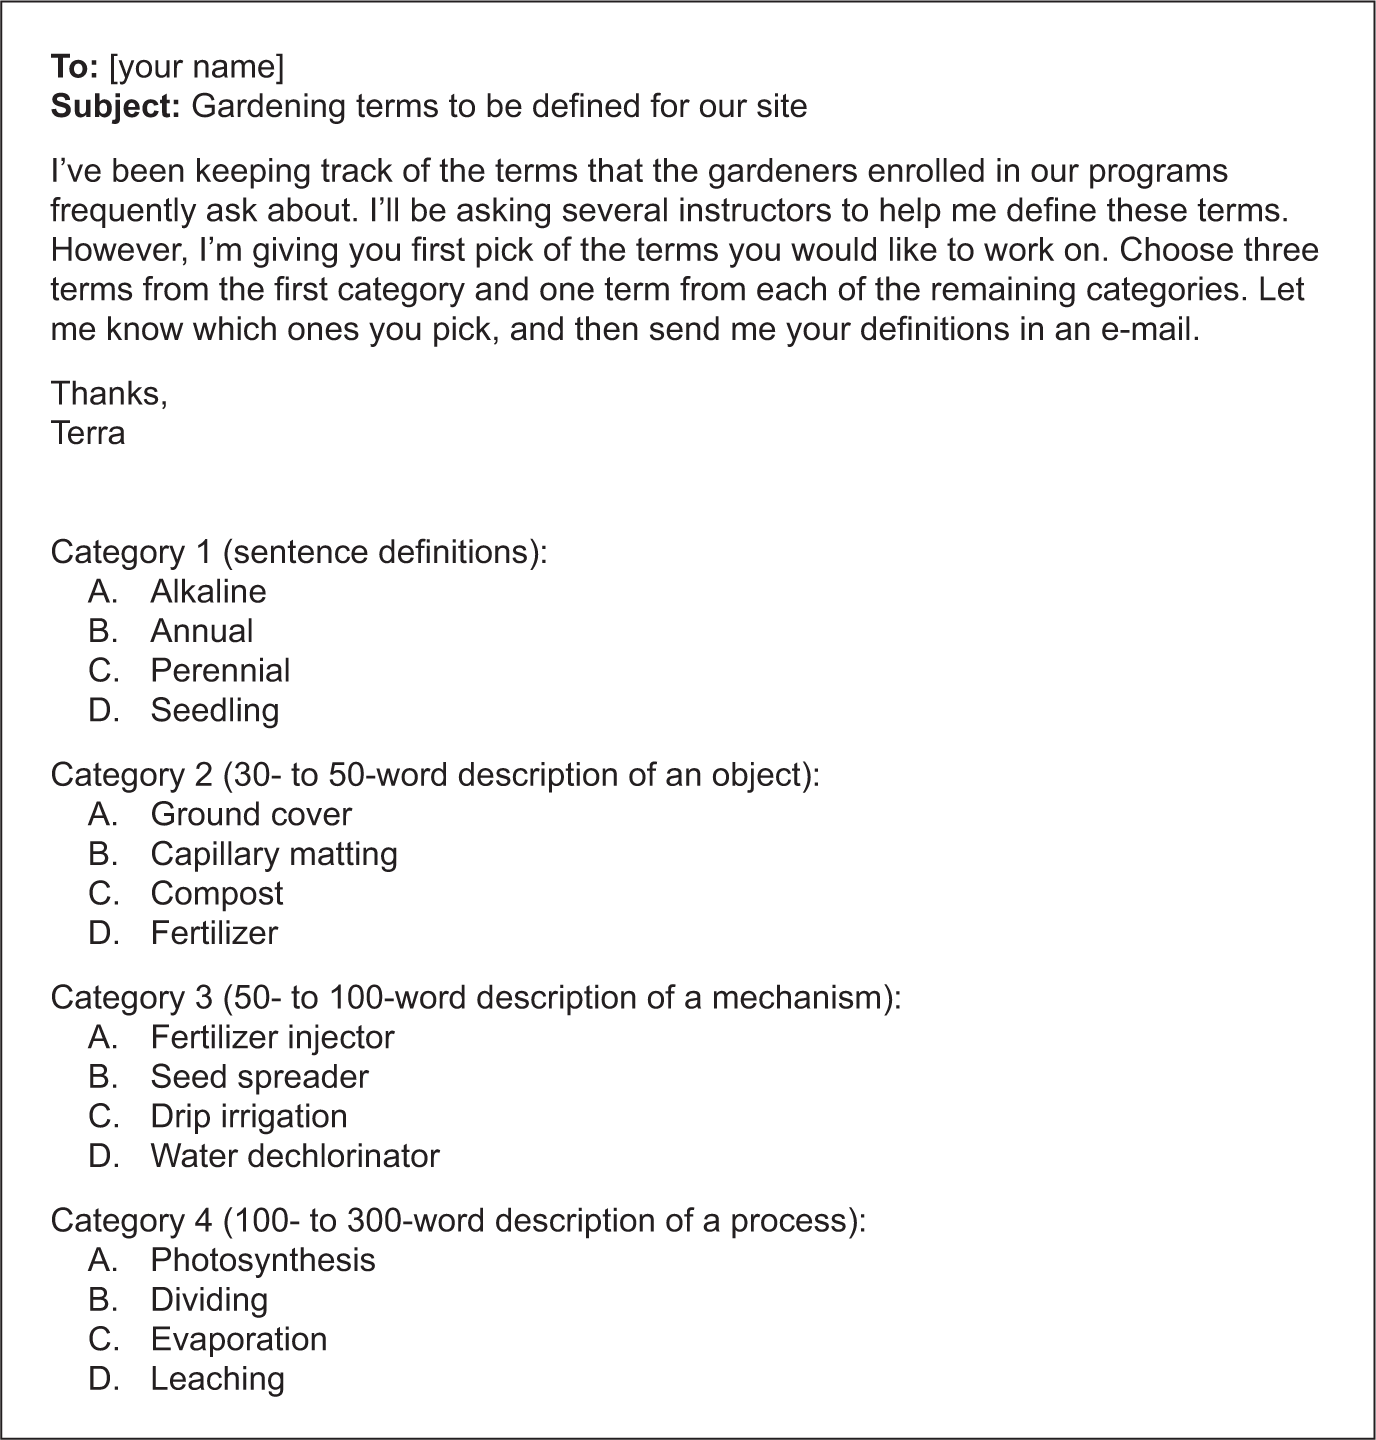 To: [your name]
Subject: Gardening terms to be defined for our site
I’ve been keeping track of the terms that the gardeners enrolled in our programs
frequently ask about. I’ll be asking several instructors to help me define these terms.
However, I’m giving you first pick of the terms you would like to work on. Choose three
terms from the first category and one term from each of the remaining categories. Let
me know which ones you pick, and then send me your definitions in an e-mail.
Thanks,
Terra
Category 1 (sentence definitions):
A. Alkaline
B. Annual
C. Perennial
D. Seedling
Category 2 (30- to 50-word description of an object):
A. Ground cover
B. Capillary matting
C. Compost
D. Fertilizer
Category 3 (50- to 100-word description of a mechanism):
A. Fertilizer injector
B. Seed spreader
C. Drip irrigation
D. Water dechlorinator
Category 4 (100- to 300-word description of a process):
A. Photosynthesis
B. Dividing
C. Evaporation
D. Leaching